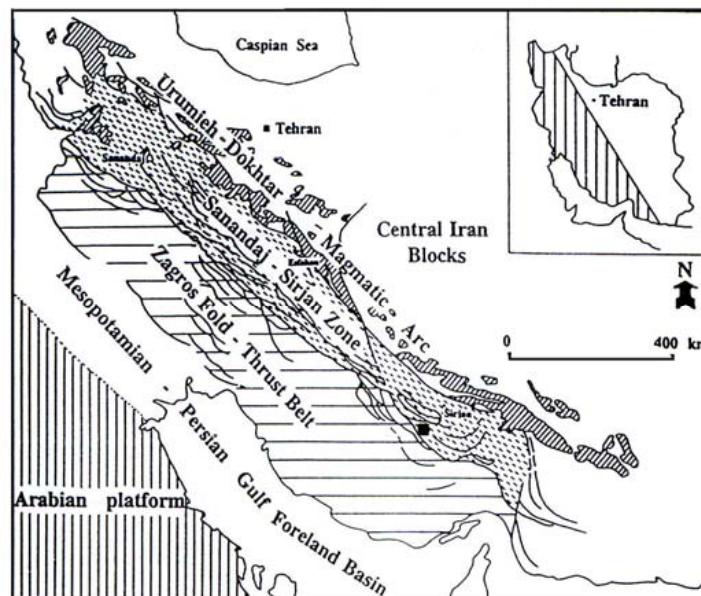 Caspian Sea
Tehran
Urumieh - Dokhtar - Magmatic - Arc
Tehran
Sanandaj
Sanandaj - Sirjan Zone
Central Iran
Blocks
N
0 400 km
Zagros Fold - Thrust Belt
Sirjan
Mesopotamian - Persian Gulf Foreland Basin
Arabian platform